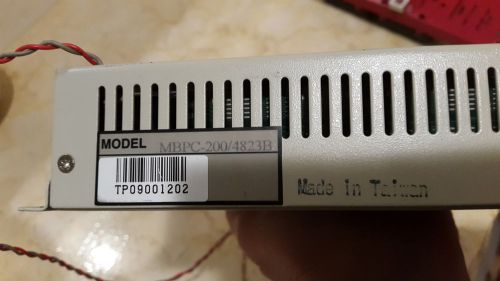 MODEL MBPC-200/4823B
TP09001202
Made in Taiwan